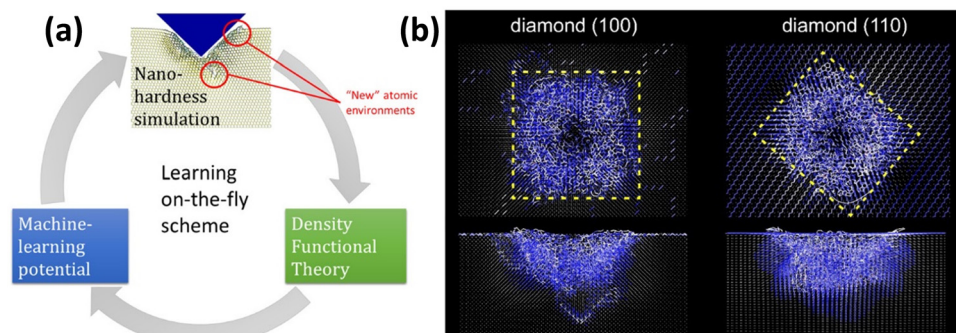 (a)
Nano-
hardness
simulation
"New" atomic
environments
Learning
on-the-fly
scheme
Machine-
learning
potential
Density
Functional
Theory
(b)
diamond (100)
diamond (110)